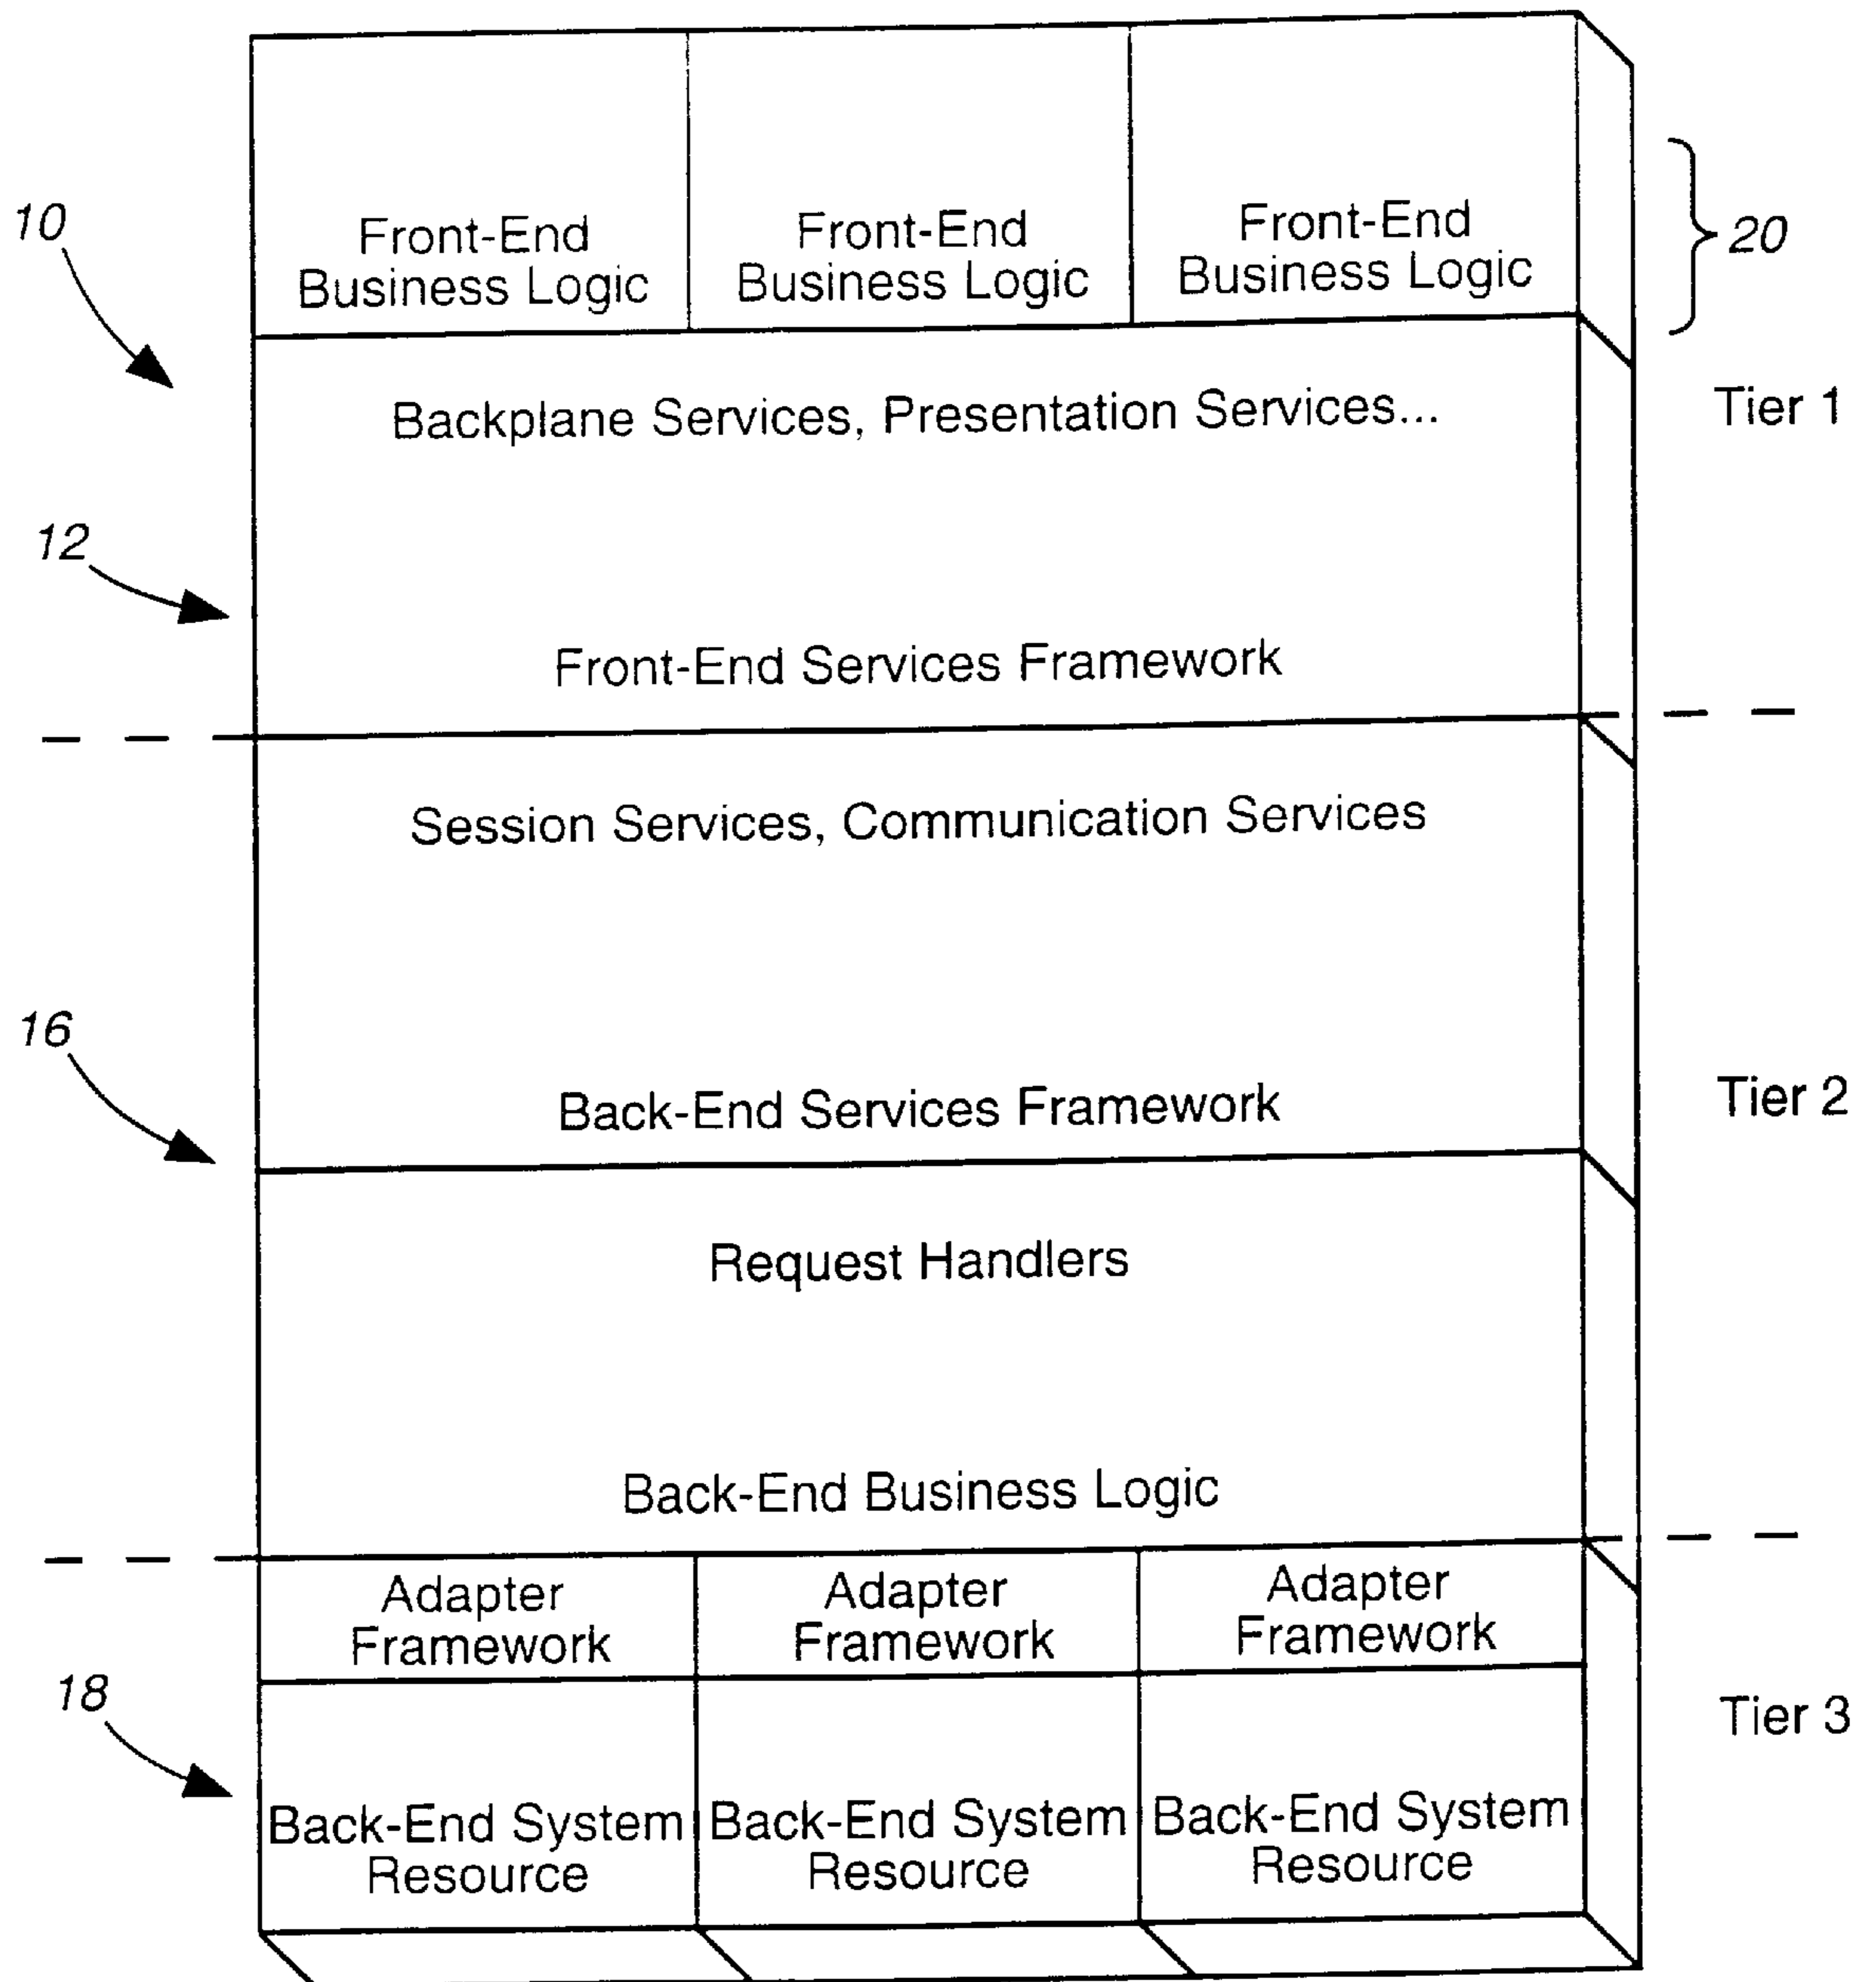 Front-End
Business Logic
Front-End
Business Logic
Front-End
Business Logic
10
20
Backplane Services, Presentation Services...
Tier 1
12
Front-End Services Framework
Session Services, Communication Services
16
Back-End Services Framework
Tier 2
Request Handlers
Back-End Business Logic
Adapter
Framework
Adapter
Framework
Adapter
Framework
18
Tier 3
Back-End System
Resource
Back-End System
Resource
Back-End System
Resource